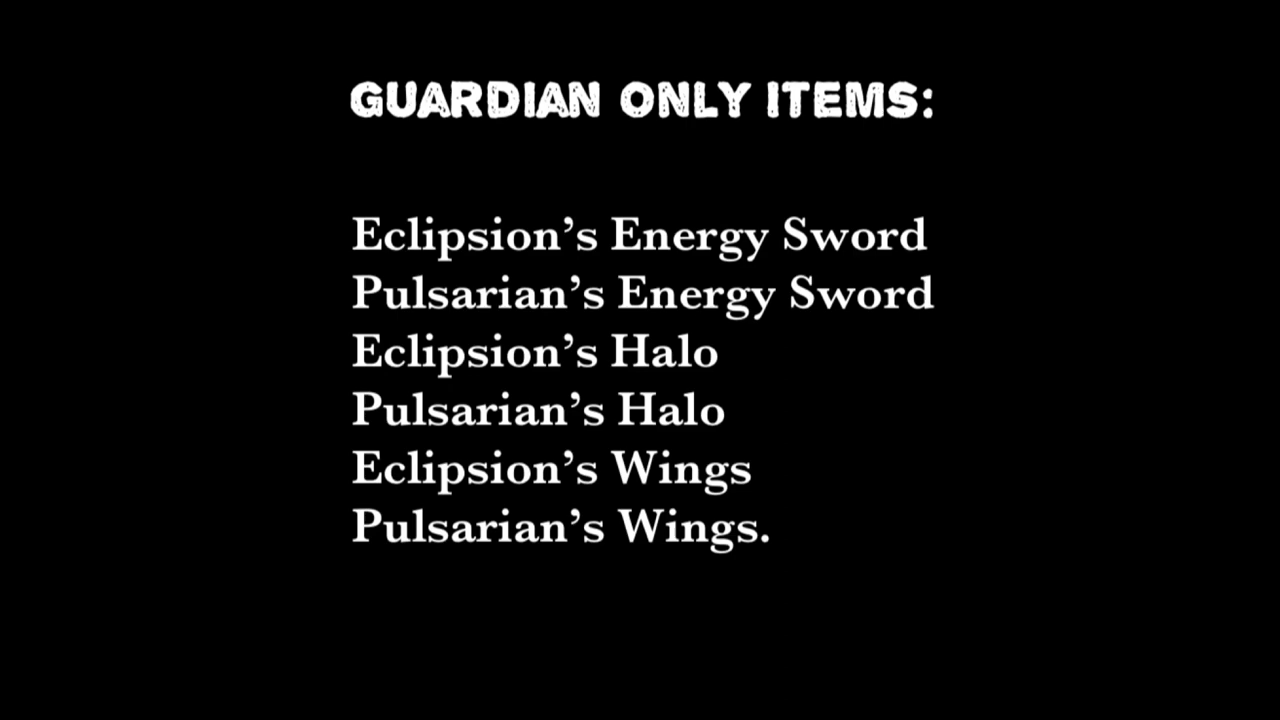 GUARDIAN ONLY ITEMS:
Eclipsion’s Energy Sword
Pulsarian’s Energy Sword
Eclipsion’s Halo
Pulsarian’s Halo
Eclipsion’s Wings
Pulsarian’s Wings.